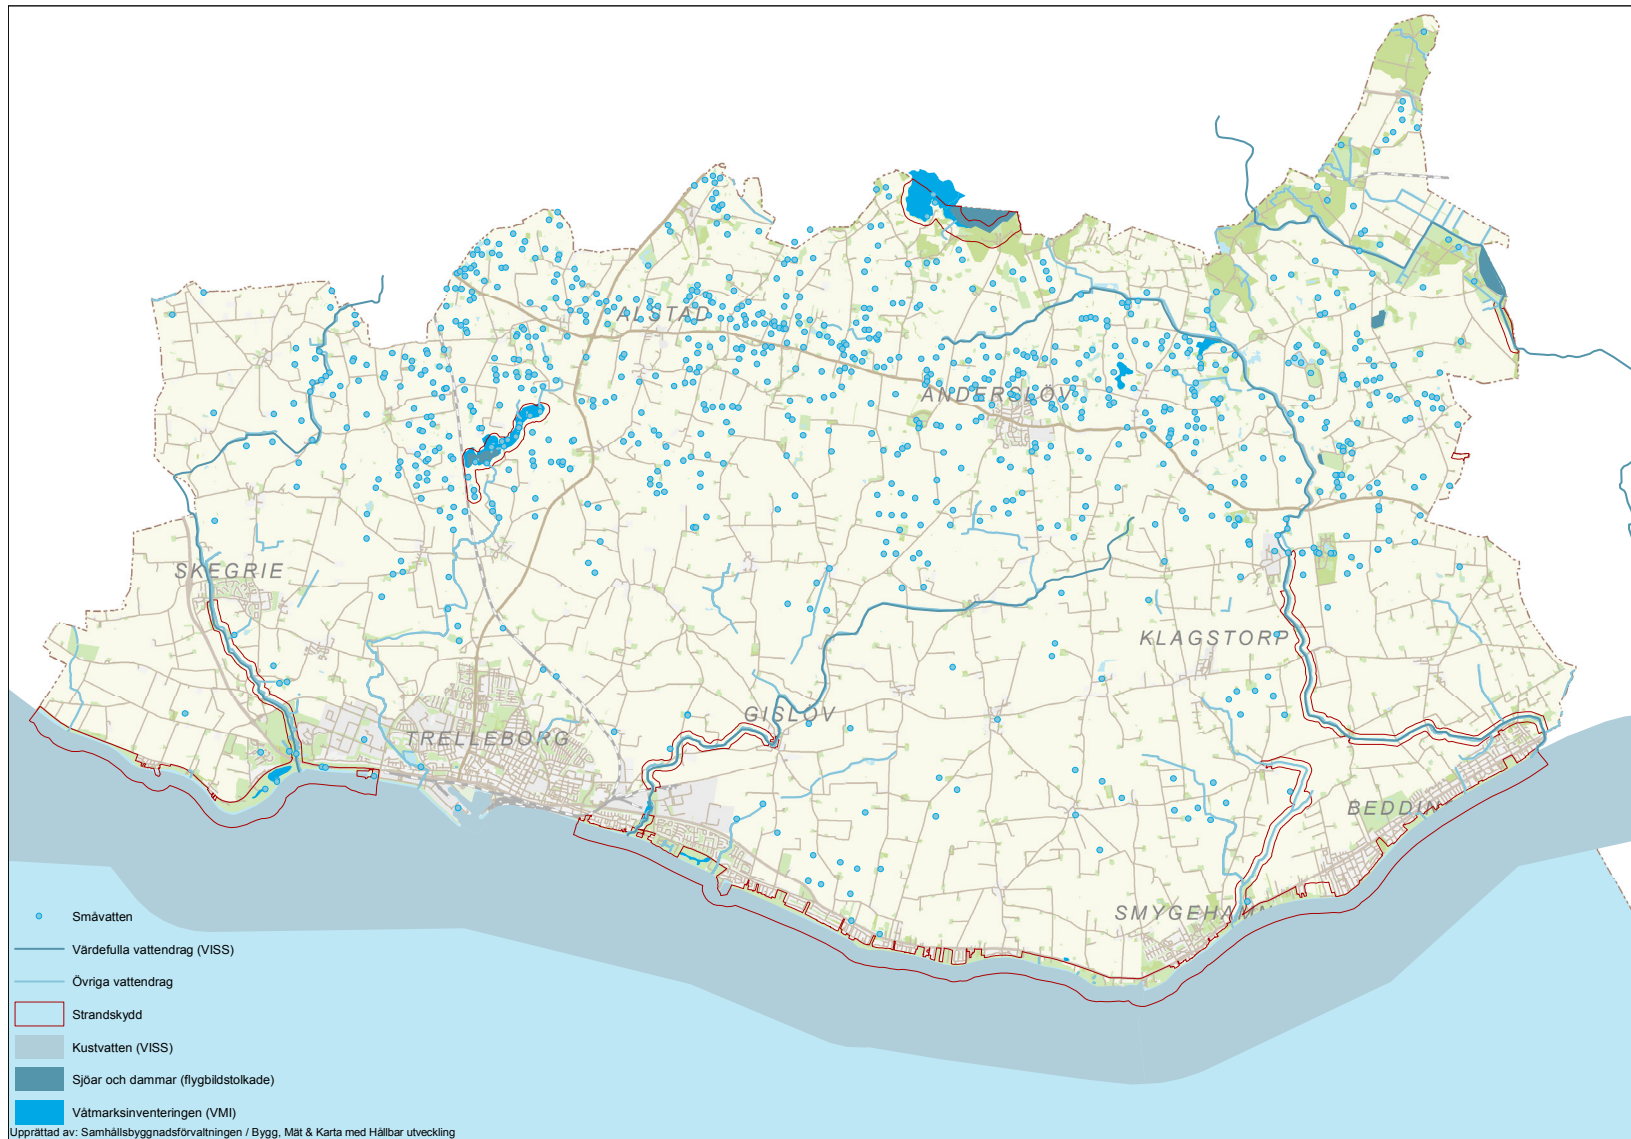 ALSTAD
ANDERSLÖV
SKEGRIE
KLAGSTORP
GISLÖV
TRELLEBORG
BEDDIN
SMYGEHAMN
Småvatten
Värdefulla vattendrag (VISS)
Övriga vattendrag
Strandskydd
Kustvatten (VISS)
Sjöar och dammar (flygbildstolkade)
Våtmarksinventeringen (VMI)
Upprättad av: Samhällsbyggnadsförvaltningen / Bygg, Mät & Karta med Hållbar utveckling